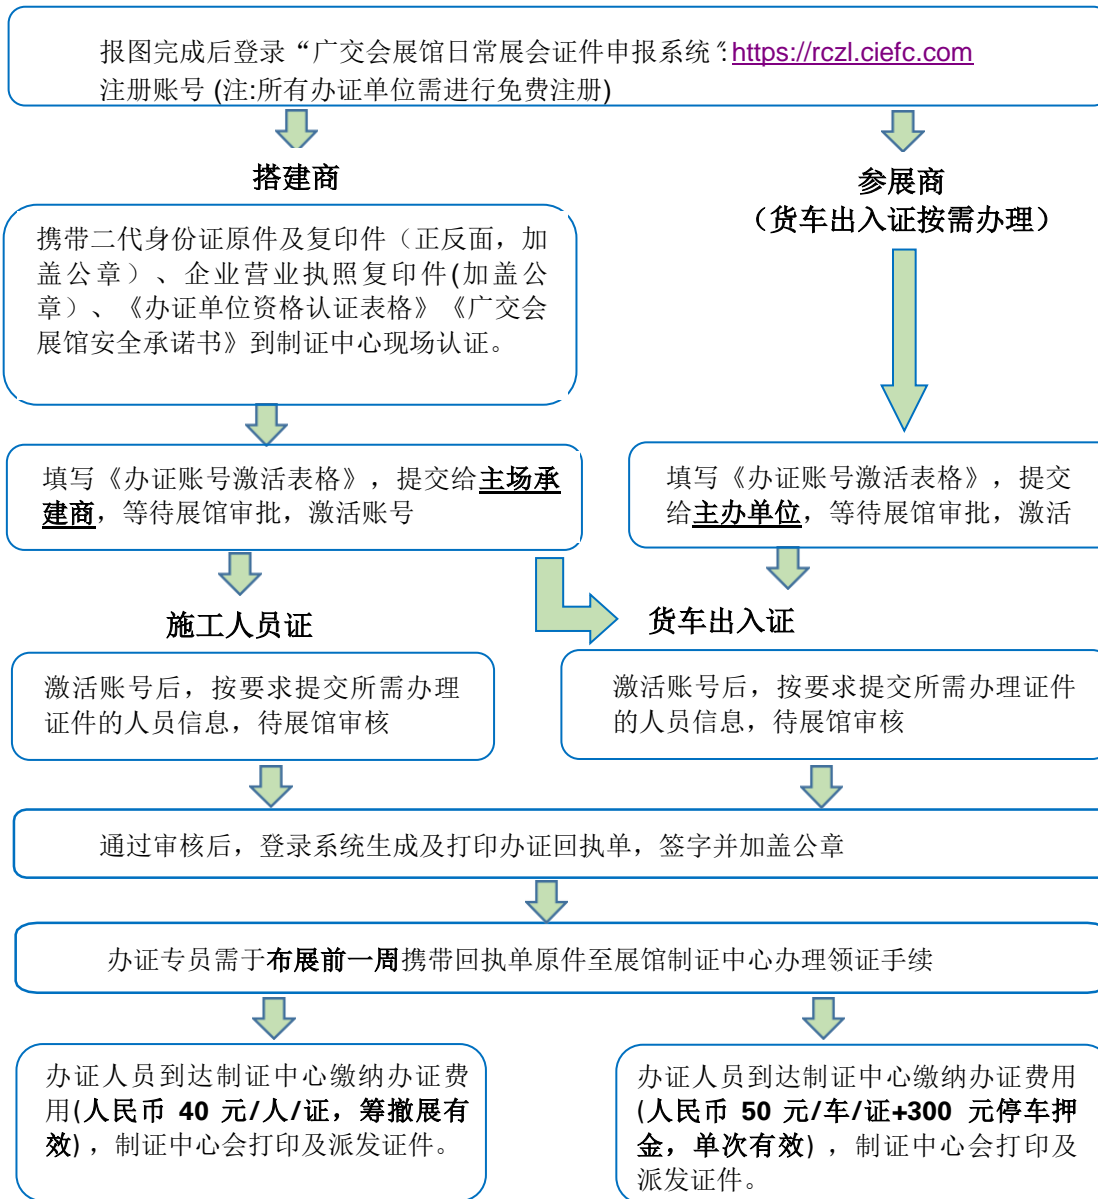 报图完成后登录“广交会展馆日常展会证件申报系统”:https://rczl.ciefc.com
注册账号 (注:所有办证单位需进行免费注册)
搭建商
携带二代身份证原件及复印件（正反面，加
盖公章）、企业营业执照复印件(加盖公
章）、《办证单位资格认证表格》《广交会
展馆安全承诺书》到制证中心现场认证。
填写《办证账号激活表格》，提交给主场承
建商，等待展馆审批，激活账号
参展商
（货车出入证按需办理）
填写《办证账号激活表格》，提交
给主办单位，等待展馆审批，激活
施工人员证
激活账号后，按要求提交所需办理
证件的人员信息，待展馆审核
货车出入证
激活账号后，按要求提交所需办理证件
的人员信息，待展馆审核
通过审核后，登录系统生成及打印办证回执单，签字并加盖公章
办证专员需于布展前一周携带回执单原件至展馆制证中心办理领证手续
办证人员到达制证中心缴纳办证费
用(人民币 40 元/人/证，筹撤展有
效)，制证中心会打印及派发证件。
办证人员到达制证中心缴纳办证费用
(人民币 50 元/车/证+300 元停车押
金，单次有效)，制证中心会打印及
派发证件。